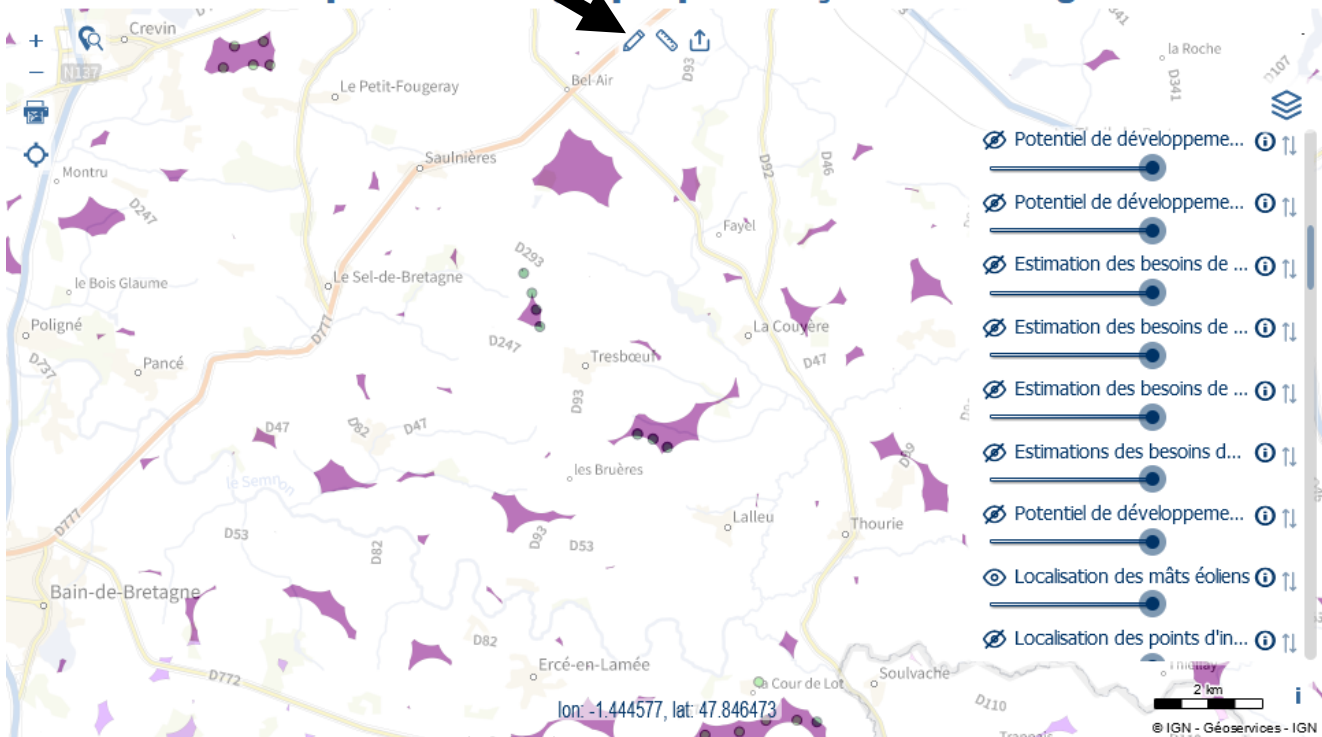 Crevin
N137
Le Petit-Fougeray
Bel-Air
D93
341
la Roche
D341
D107
Saulnières
D92
D46
Montru
D247
Fayel
D293
le Bois Glaume
Le Sel-de-Bretagne
Poligné
D777
D247
La Couyère
D737
Pancé
Tresbœuf
D47
D93
D47
D82
D47
le Semnon
les Bruères
D777
D53
D82
D93
D53
Lalleu
Thourie
Bain-de-Bretagne
D82
Ercé-en-Lamée
D772
la Cour de Lot
Soulvache
D110
Potentiel de développeme...
Potentiel de développeme...
Estimation des besoins de ...
Estimation des besoins de ...
Estimation des besoins de ...
Estimations des besoins d...
Potentiel de développeme...
Localisation des mâts éoliens
Localisation des points d'in...
lon: -1.444577, lat: 47.846473
2 km
i
© IGN - Géoservices - IGN